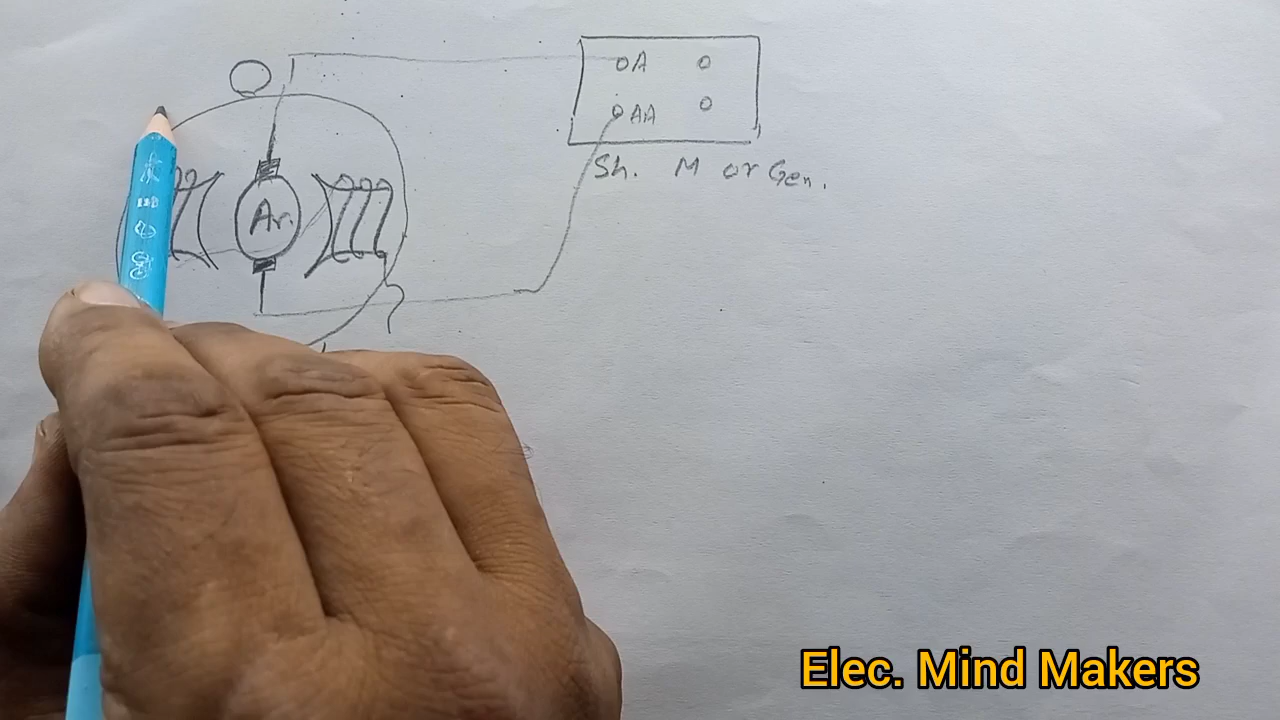 A
AA
Sh. M or Gen.
Ar.
Elec. Mind Makers